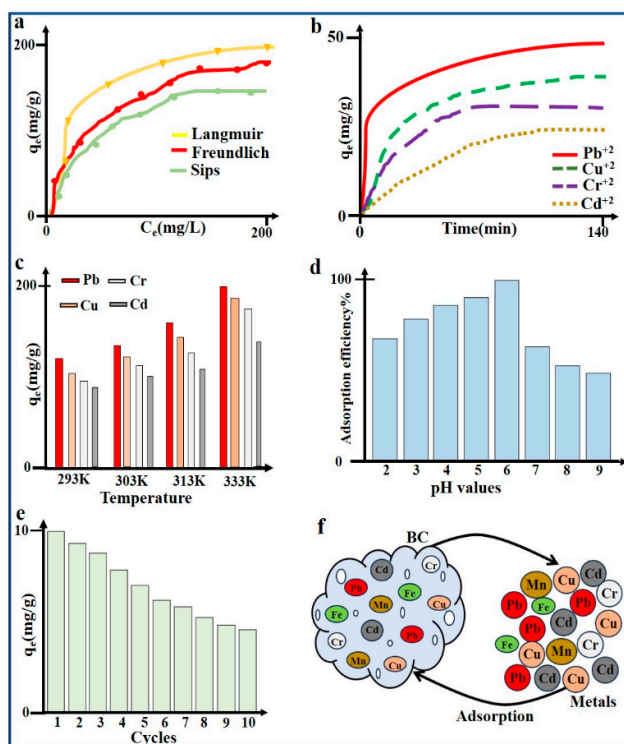 a
200
qe(mg/g)
Langmuir
Freundlich
Sips
0
0
Ce(mg/L)
200
b
50
qe(mg/g)
Pb+2
Cu+2
Cr+2
Cd+2
0
0
Time(min)
140
c
Pb
Cr
Cu
Cd
200
qe(mg/g)
0
293K 303K 313K 333K
Temperature
d
100
Adsorption efficiency%
0
2 3 4 5 6 7 8 9
pH values
e
10
qe(mg/g)
0
1 2 3 4 5 6 7 8 9 10
Cycles
f
BC
Cd
Cr
Pb
Fe
Mn
Cu
Fe
Cd
Pb
Cr
Mn
Cu
Cu
Cd
Mn
Cr
Pb
Fe
Pb
Pb
Cd
Cu
Fe
Cu
Mn
Cr
Pb
Cd
Cu
Metals
Adsorption